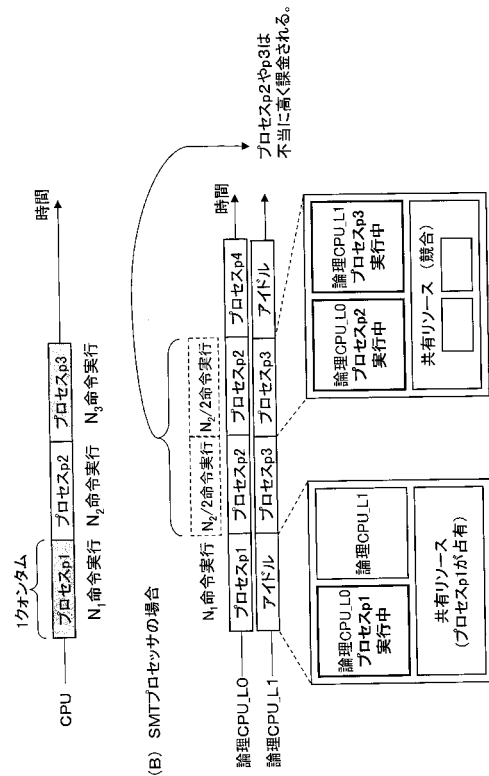 1クォンタム
CPU
プロセスp1
プロセスp2
プロセスp3
時間
N₁命令実行
N₂命令実行
N₃命令実行
(B) SMTプロセッサの場合
N₁命令実行
N₂/2命令実行
N₂/2命令実行
時間
論理CPU_L0
プロセスp1
プロセスp2
プロセスp2
プロセスp4
論理CPU_L1
アイドル
プロセスp3
プロセスp3
アイドル
プロセスp2やp3は
不当に高く課金される。
論理CPU_L0
プロセスp1
実行中
論理CPU_L1
共有リソース
(プロセスp1が占有)
論理CPU_L0
プロセスp2
実行中
論理CPU_L1
プロセスp3
実行中
共有リソース (競合)